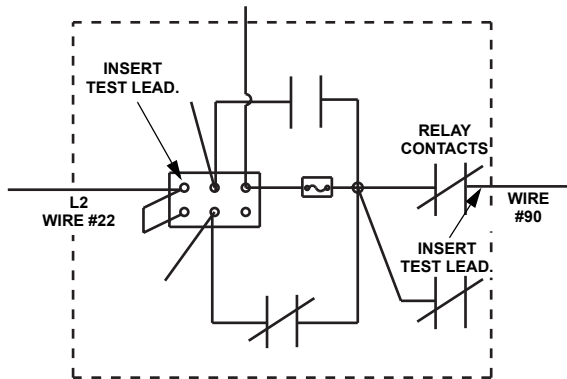 INSERT
TEST LEAD.
RELAY
CONTACTS
L2
WIRE #22
WIRE
#90
INSERT
TEST LEAD.